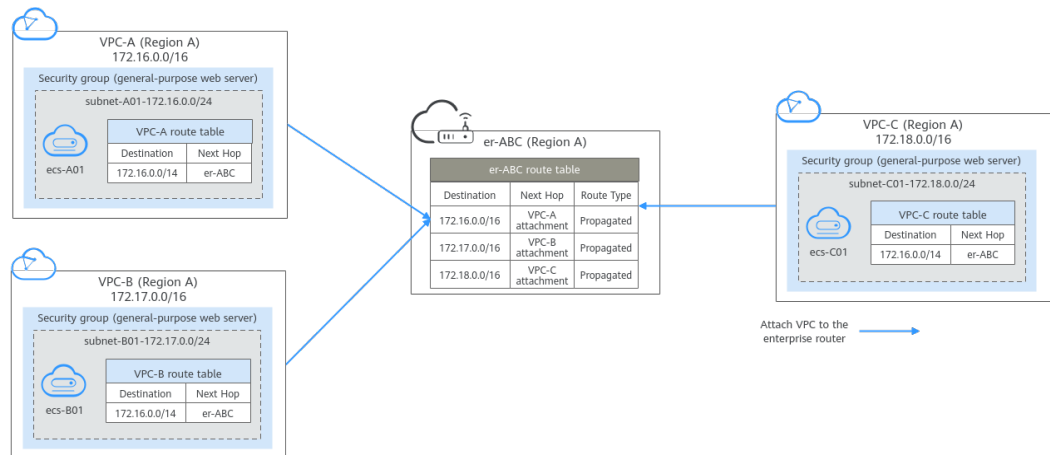 VPC-A (Region A)
172.16.0.0/16
Security group (general-purpose web server)
subnet-A01-172.16.0.0/24
ecs-A01
VPC-A route table
Destination Next Hop
172.16.0.0/14 er-ABC
VPC-B (Region A)
172.17.0.0/16
Security group (general-purpose web server)
subnet-B01-172.17.0.0/24
ecs-B01
VPC-B route table
Destination Next Hop
172.16.0.0/14 er-ABC
er-ABC (Region A)
er-ABC route table
Destination Next Hop Route Type
172.16.0.0/16 VPC-A attachment Propagated
172.17.0.0/16 VPC-B attachment Propagated
172.18.0.0/16 VPC-C attachment Propagated
VPC-C (Region A)
172.18.0.0/16
Security group (general-purpose web server)
subnet-C01-172.18.0.0/24
ecs-C01
VPC-C route table
Destination Next Hop
172.16.0.0/14 er-ABC
Attach VPC to the
enterprise router